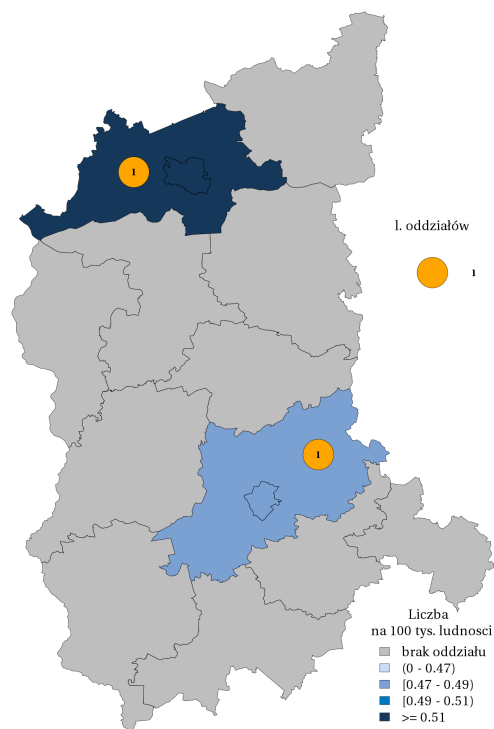 1
l. oddziałów
1
1
Liczba
na 100 tys. ludnosci
brak oddziału
(0 - 0.47)
[0.47 - 0.49)
[0.49 - 0.51)
>= 0.51